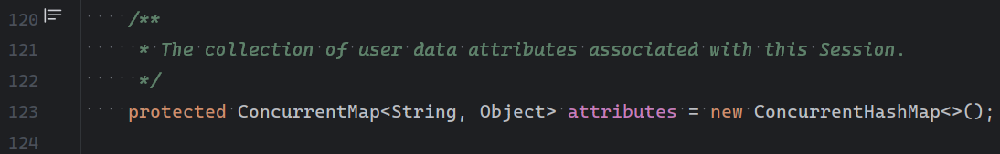 120 /**
121 * The collection of user data attributes associated with this Session.
122 */
123 protected ConcurrentMap<String, Object> attributes = new ConcurrentHashMap<>();
124